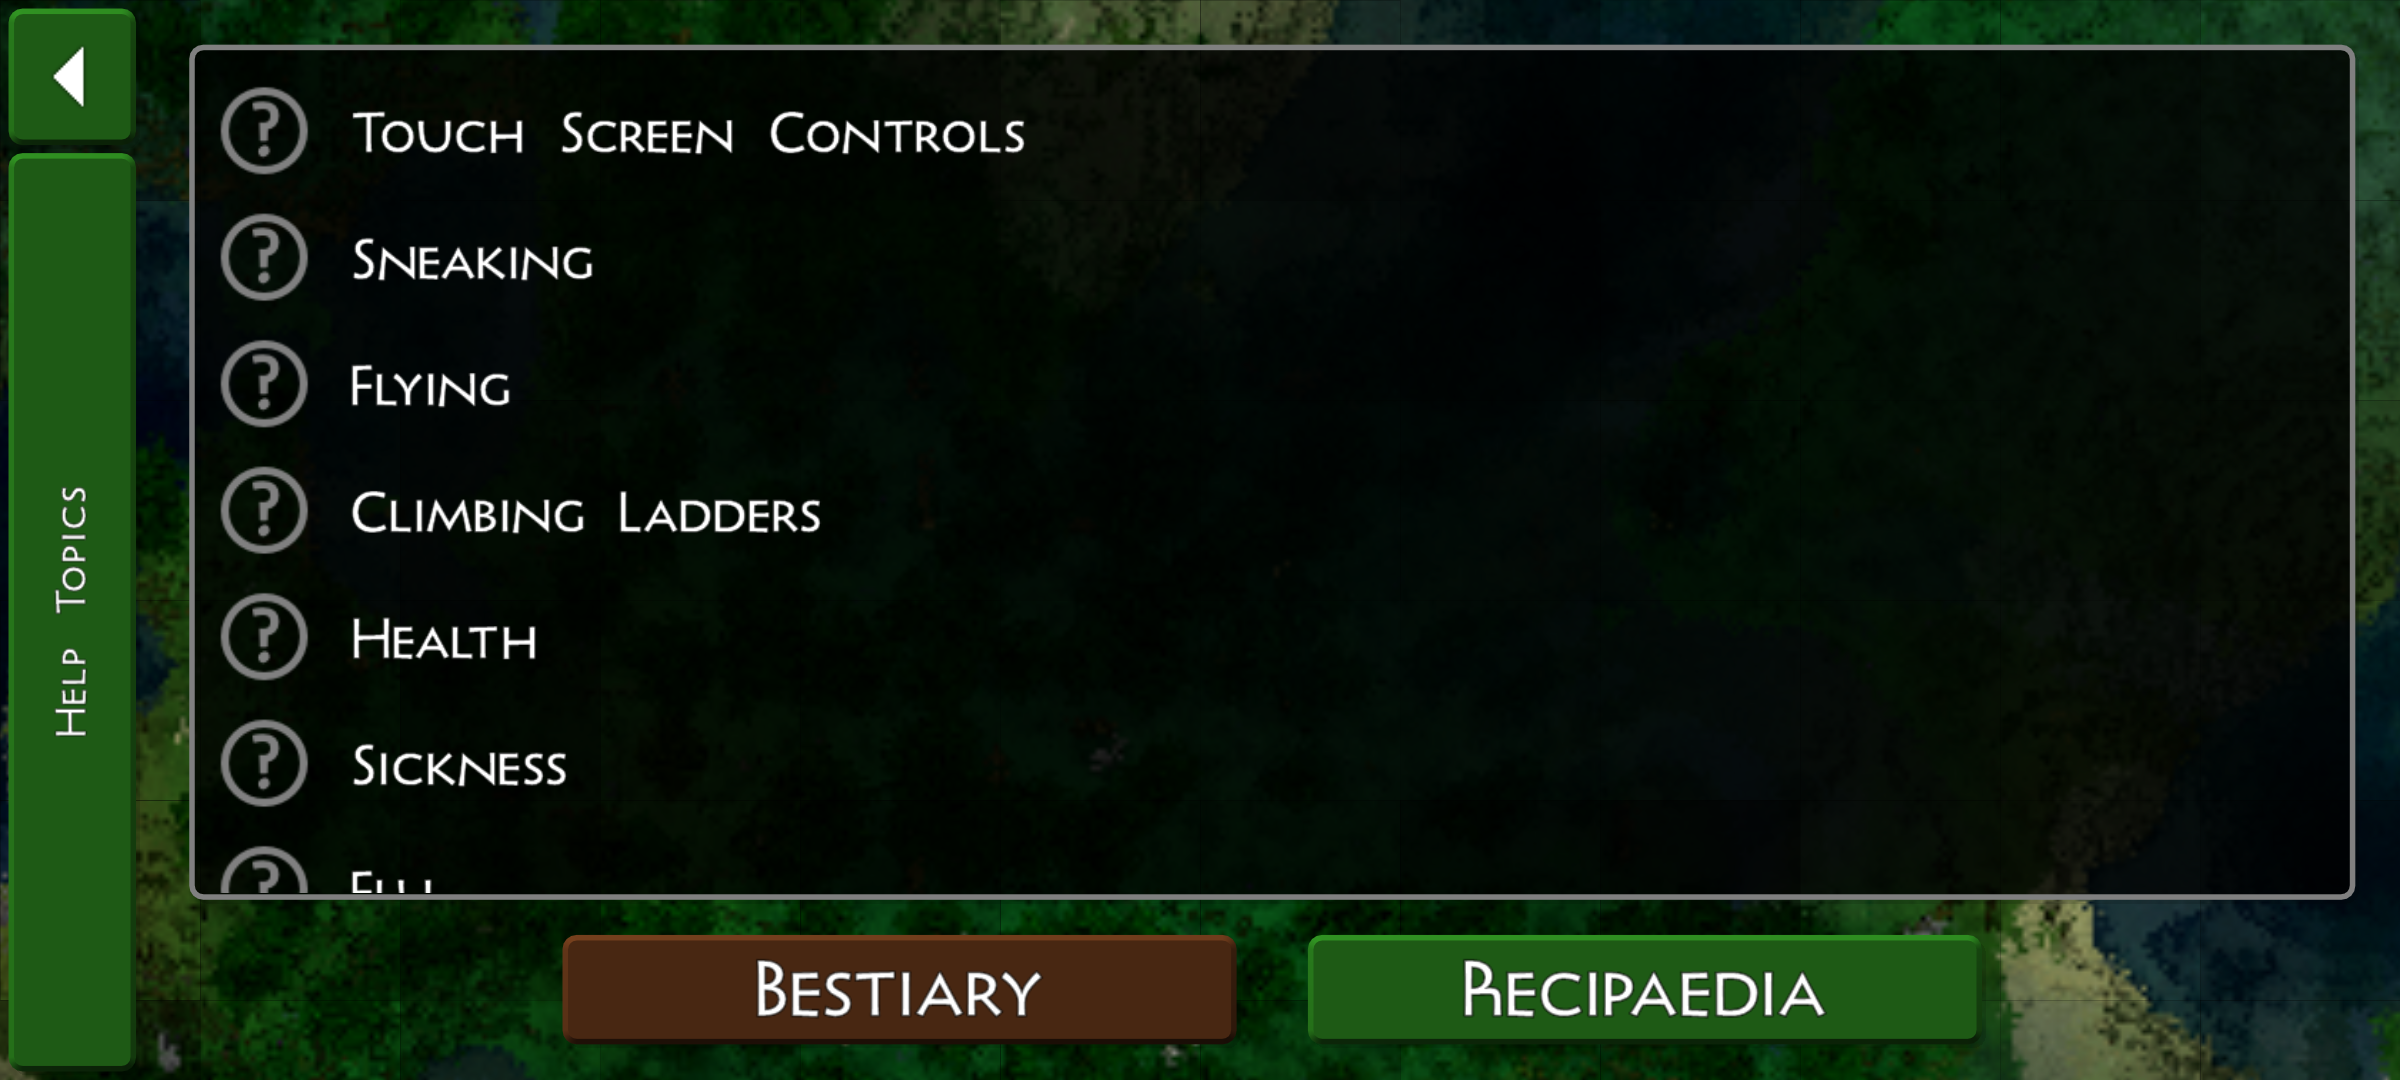 Touch Screen Controls
Sneaking
Flying
Climbing Ladders
Health
Sickness
Help Topics
Bestiary
Recipaedia